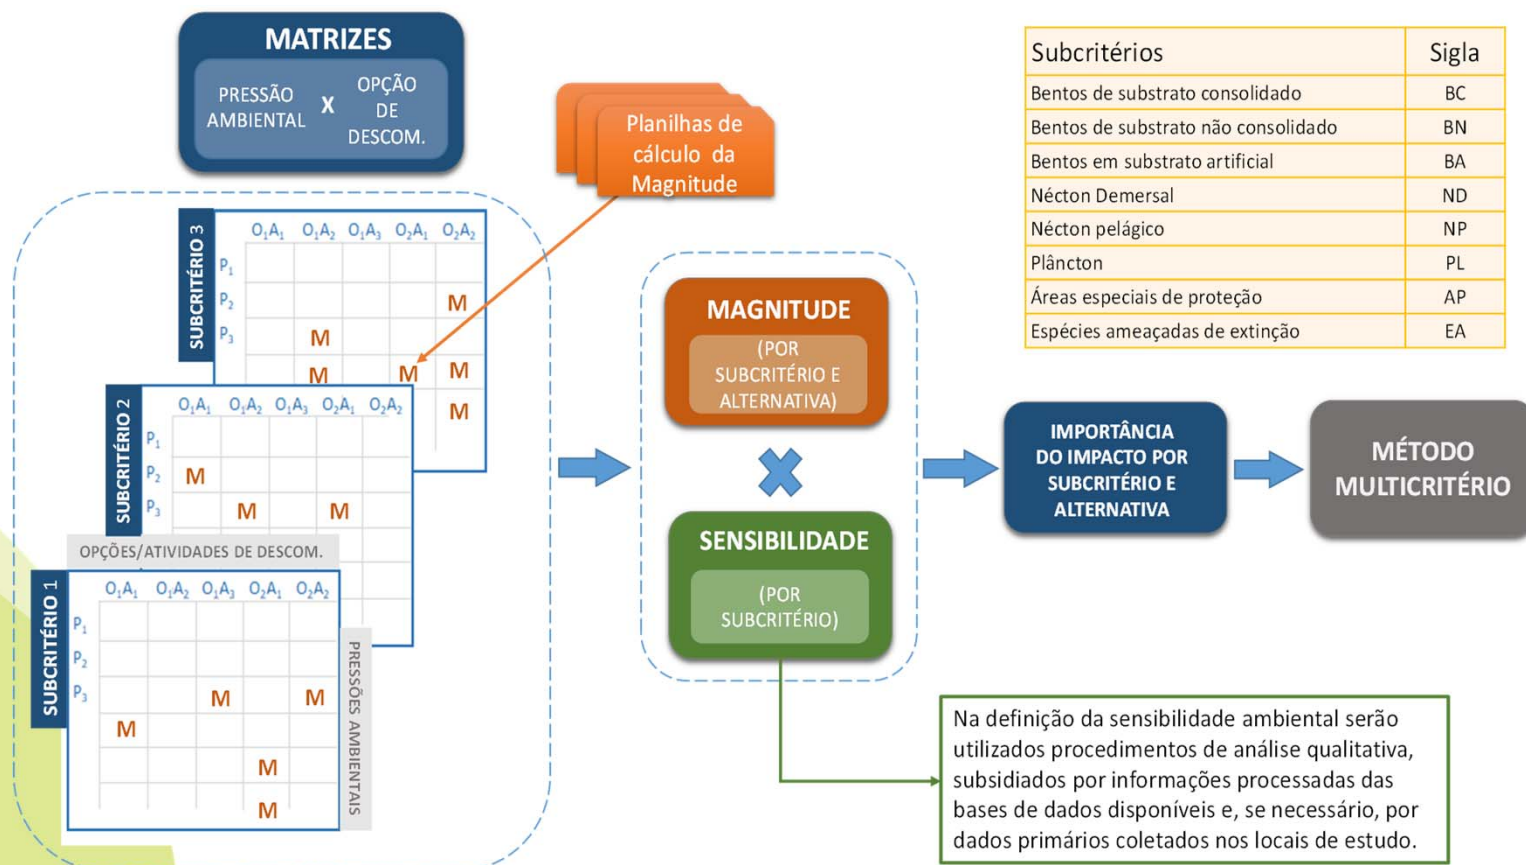 MATRIZES
PRESSÃO
AMBIENTAL
X
OPÇÃO
DE
DESCOM.
Planilhas de
cálculo da
Magnitude
Subcritérios Sigla
Bentos de substrato consolidado BC
Bentos de substrato não consolidado BN
Bentos em substrato artificial BA
Nécton Demersal ND
Nécton pelágico NP
Plâncton PL
Áreas especiais de proteção AP
Espécies ameaçadas de extinção EA
SUBCRITÉRIO 3
O₁A₁ O₁A₂ O₁A₃ O₂A₁ O₂A₂
P₁
P₂ M
P₃ M
M M M
M
SUBCRITÉRIO 2
O₁A₁ O₁A₂ O₁A₃ O₂A₁ O₂A₂
P₁
P₂ M
P₃ M M
OPÇÕES/ATIVIDADES DE DESCOM.
SUBCRITÉRIO 1
O₁A₁ O₁A₂ O₁A₃ O₂A₁ O₂A₂
P₁
P₂
P₃ M M
M
M
M
PRESSÕES AMBIENTAIS
MAGNITUDE
(POR
SUBCRITÉRIO E
ALTERNATIVA)
SENSIBILIDADE
(POR
SUBCRITÉRIO)
IMPORTÂNCIA
DO IMPACTO POR
SUBCRITÉRIO E
ALTERNATIVA
MÉTODO
MULTICRITÉRIO
Na definição da sensibilidade ambiental serão
utilizados procedimentos de análise qualitativa,
subsidiados por informações processadas das
bases de dados disponíveis e, se necessário, por
dados primários coletados nos locais de estudo.